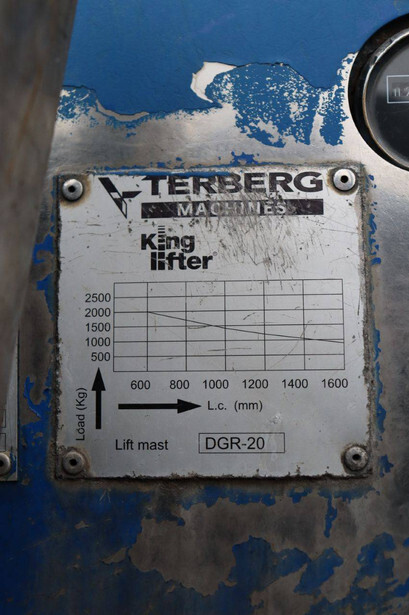 TERBERG
MACHINES
King
lifter
2500
2000
1500
1000
500
600 800 1000 1200 1400 1600
Load (Kg)
L.c. (mm)
Lift mast DGR-20